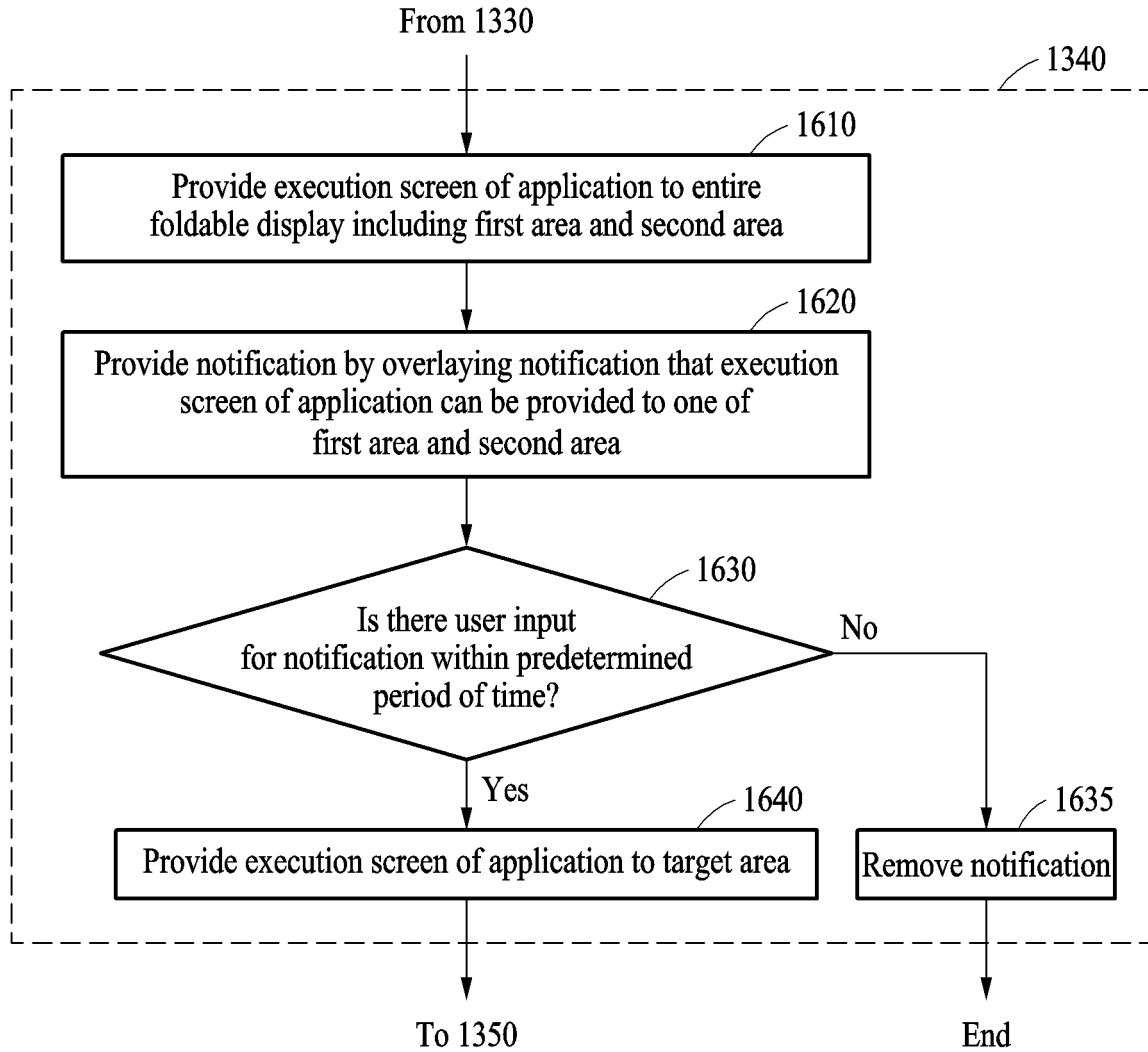 From 1330
1340
1610
Provide execution screen of application to entire
foldable display including first area and second area
1620
Provide notification by overlaying notification that execution
screen of application can be provided to one of
first area and second area
1630
Is there user input
for notification within predetermined
period of time?
No
Yes
1640
1635
Provide execution screen of application to target area
Remove notification
To 1350
End